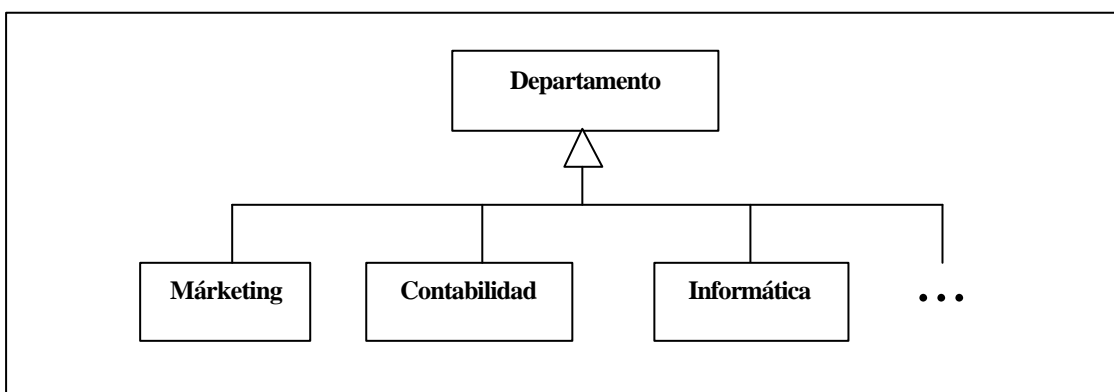 Departamento
Márketing
Contabilidad
Informática
...